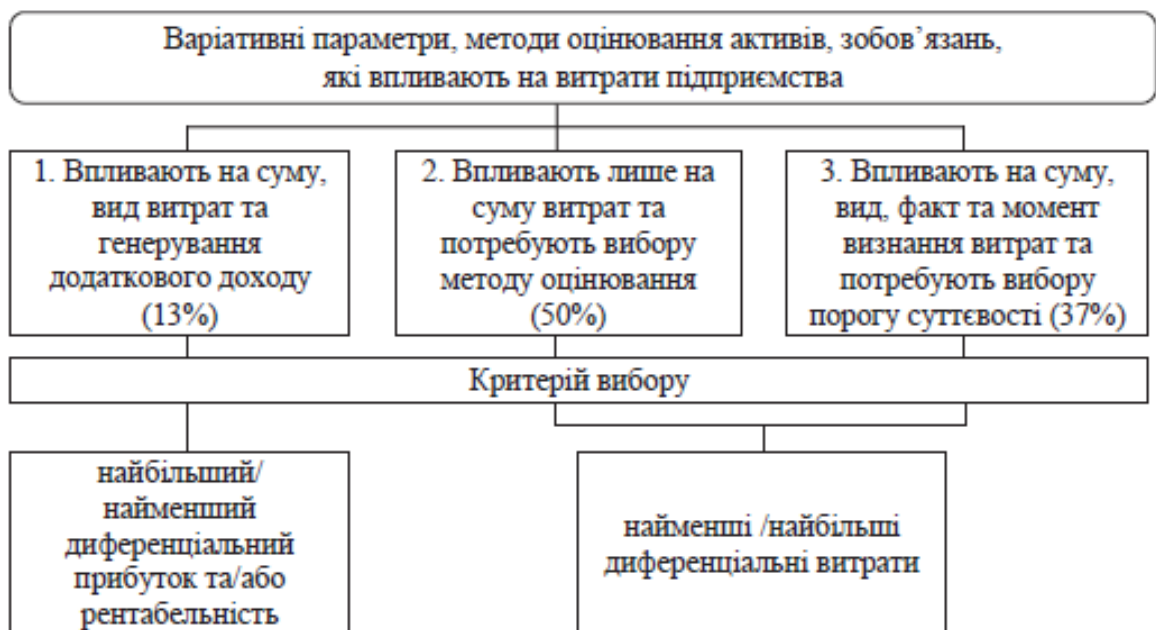 Варіативні параметри, методи оцінювання активів, зобов’язань,
які впливають на витрати підприємства
1. Впливають на суму,
вид витрат та
генерування
додаткового доходу
(13%)
2. Впливають лише на
суму витрат та
потребують вибору
методу оцінювання
(50%)
3. Впливають на суму,
вид, факт та момент
визнання витрат та
потребують вибору
порогу суттєвості (37%)
Критерій вибору
найбільший/
найменший
диференціальний
прибуток та/або
рентабельність
найменші /найбільші
диференціальні витрати